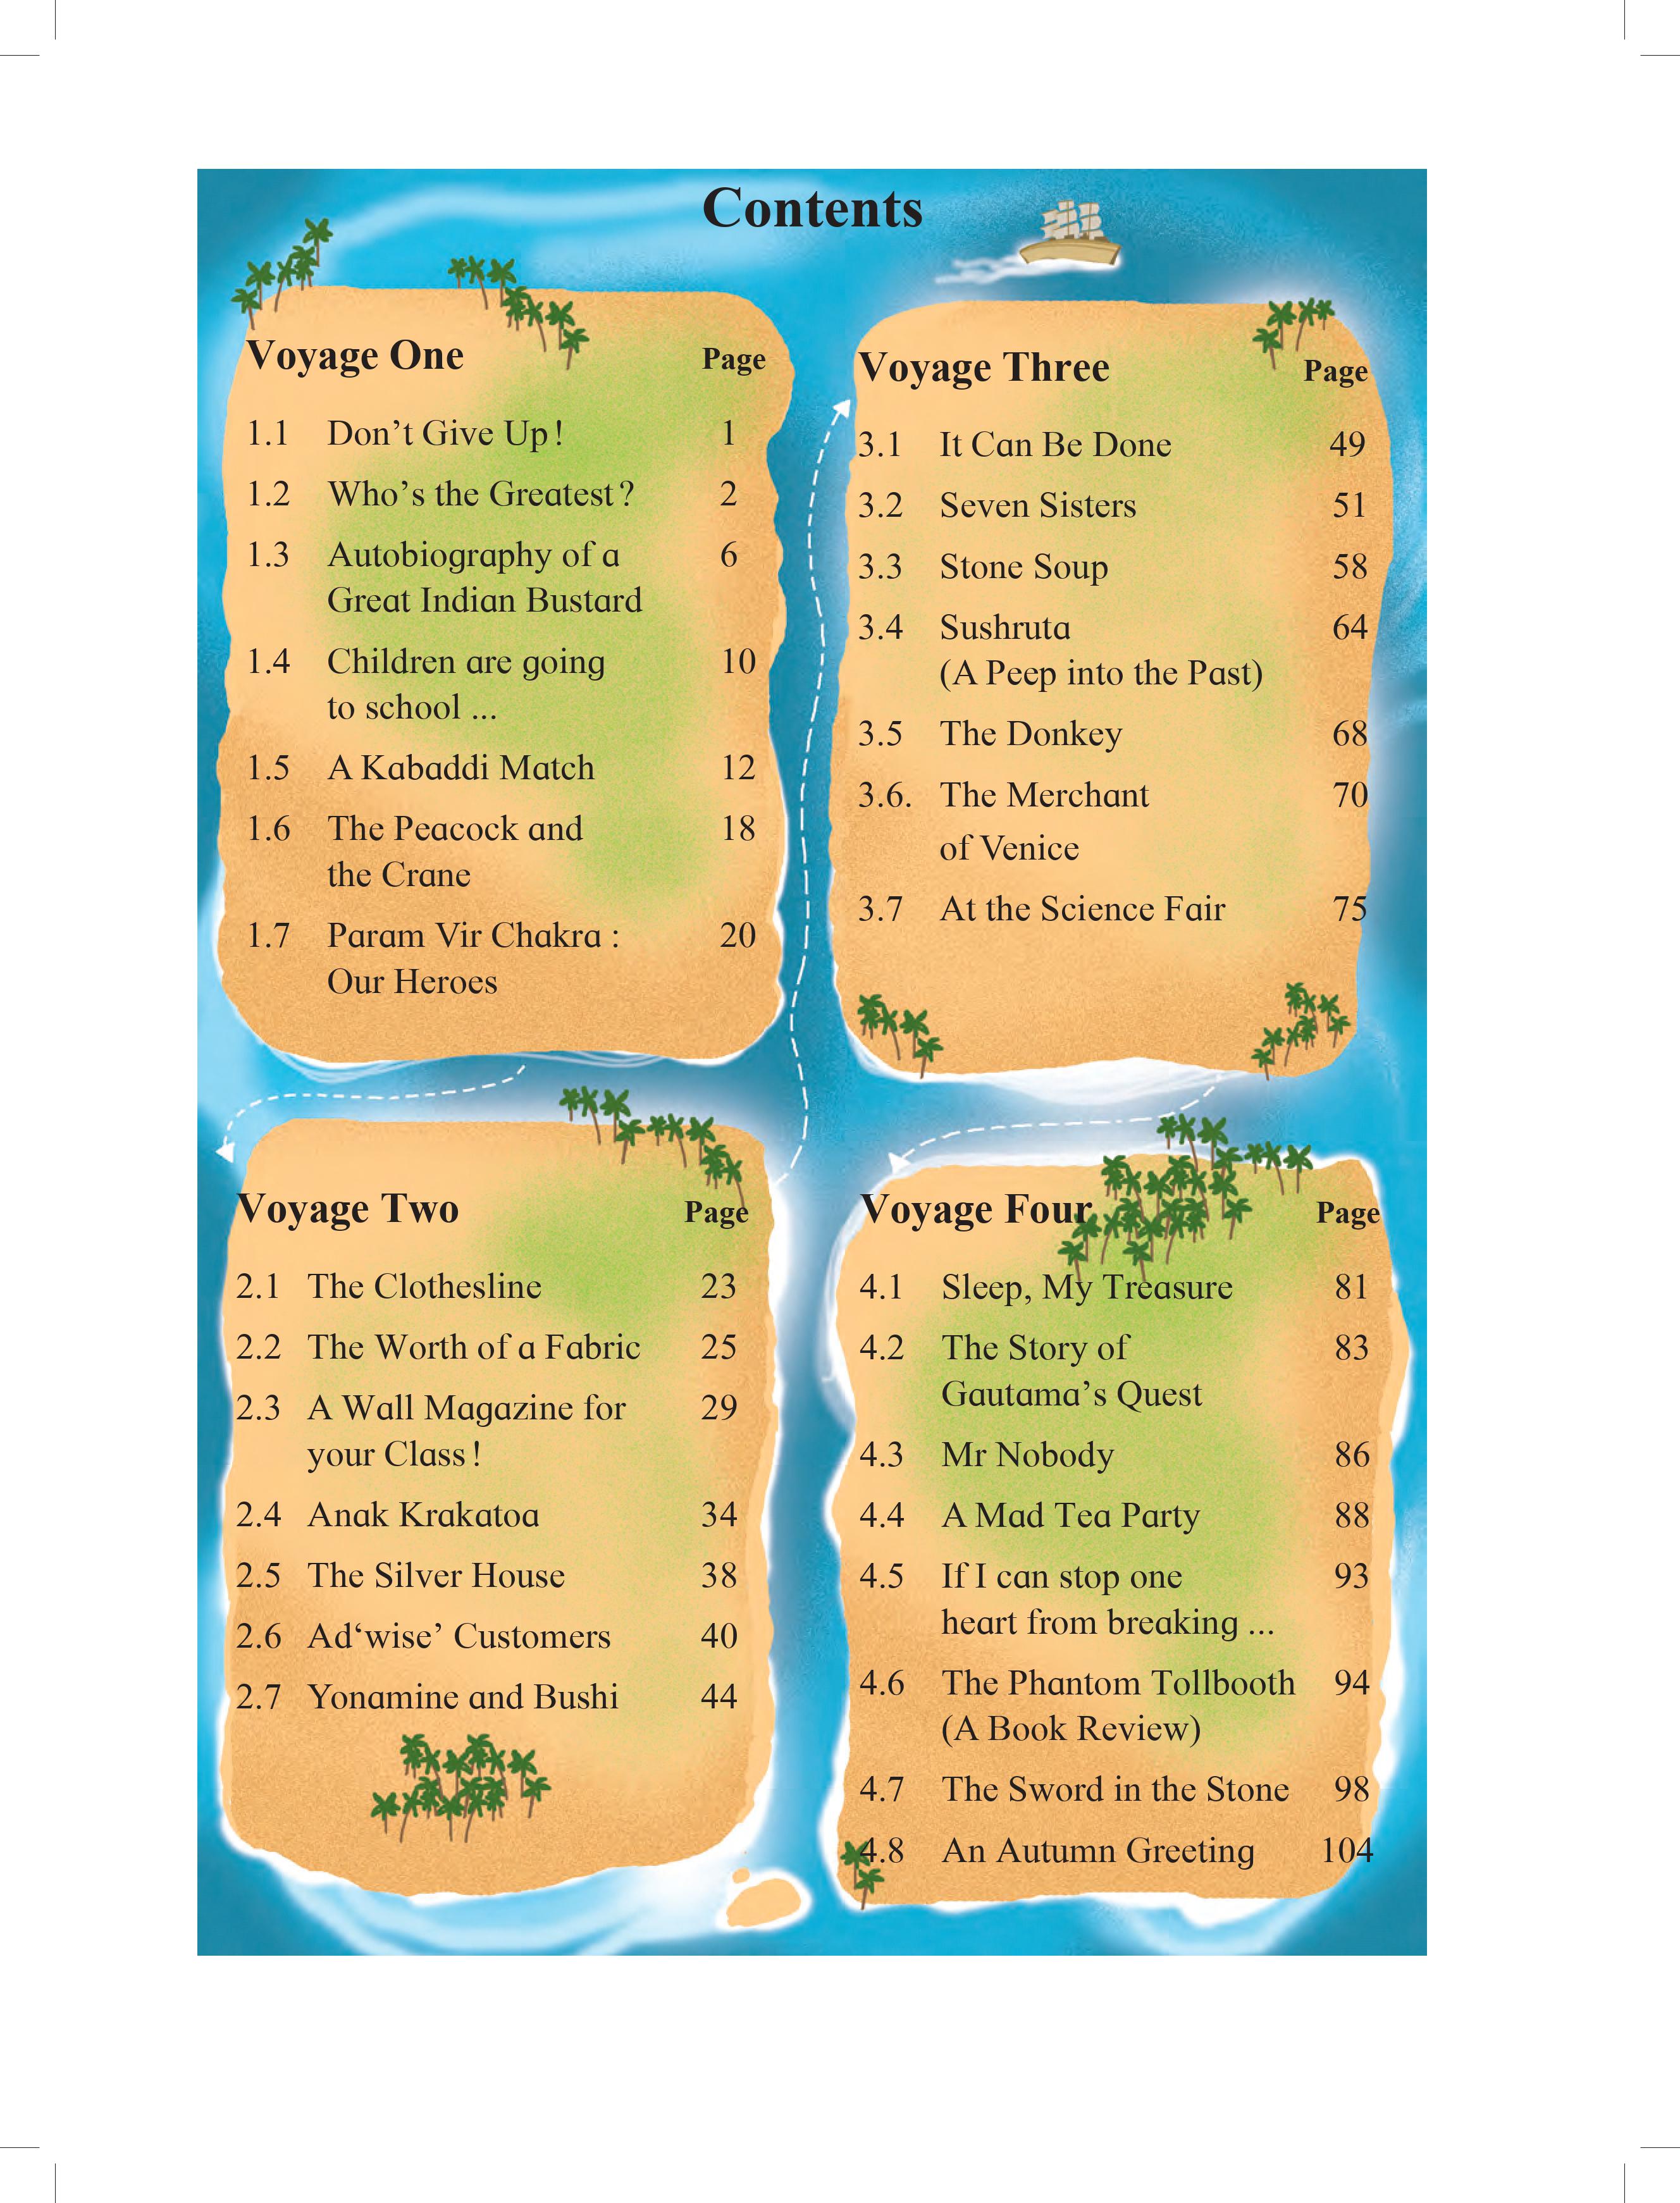 Contents
Voyage One Page
1.1 Don’t Give Up! 1
1.2 Who’s the Greatest? 2
1.3 Autobiography of a 6
Great Indian Bustard
1.4 Children are going 10
to school ...
1.5 A Kabaddi Match 12
1.6 The Peacock and 18
the Crane
1.7 Param Vir Chakra : 20
Our Heroes
Voyage Two Page
2.1 The Clothesline 23
2.2 The Worth of a Fabric 25
2.3 A Wall Magazine for 29
your Class!
2.4 Anak Krakatoa 34
2.5 The Silver House 38
2.6 Ad‘wise’ Customers 40
2.7 Yonamine and Bushi 44
Voyage Three Page
3.1 It Can Be Done 49
3.2 Seven Sisters 51
3.3 Stone Soup 58
3.4 Sushruta 64
(A Peep into the Past)
3.5 The Donkey 68
3.6. The Merchant 70
of Venice
3.7 At the Science Fair 75
Voyage Four Page
4.1 Sleep, My Treasure 81
4.2 The Story of 83
Gautama’s Quest
4.3 Mr Nobody 86
4.4 A Mad Tea Party 88
4.5 If I can stop one 93
heart from breaking ...
4.6 The Phantom Tollbooth 94
(A Book Review)
4.7 The Sword in the Stone 98
4.8 An Autumn Greeting 104